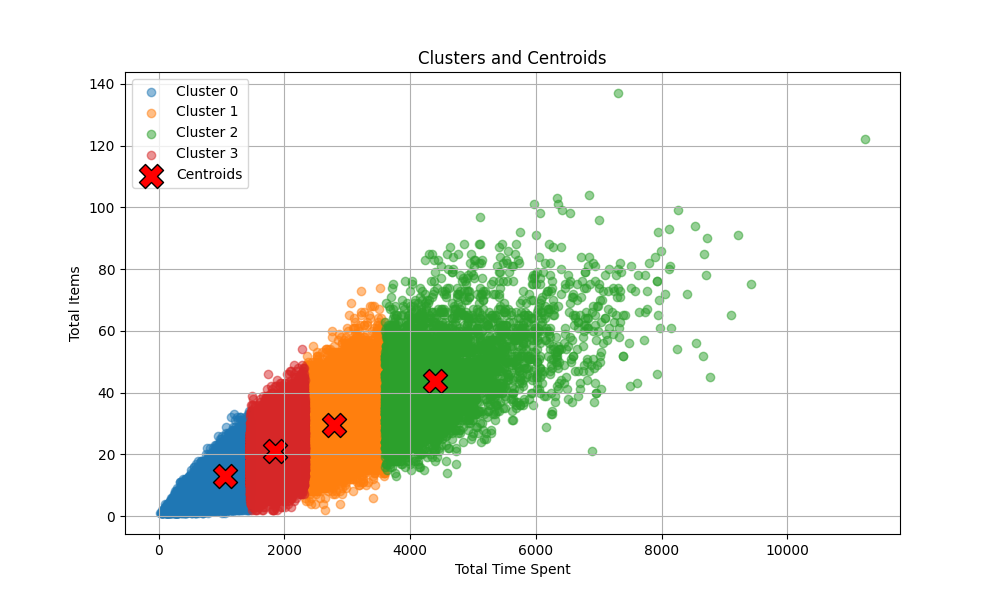 Clusters and Centroids
Cluster 0
Cluster 1
Cluster 2
Cluster 3
Centroids
Total Items
140
120
100
80
60
40
20
0
0 2000 4000 6000 8000 10000
Total Time Spent